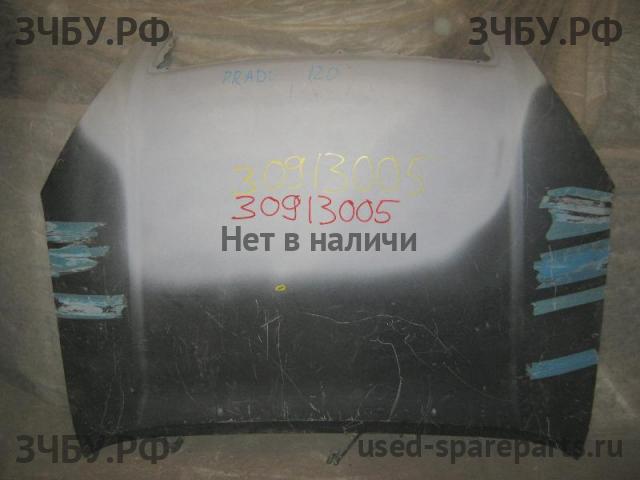 ЗЧБУ.РФ ЗЧБУ.РФ
PRADO 120
30913005
30913005
Нет в наличи
ЗЧБУ.РФ used-spareparts.ru